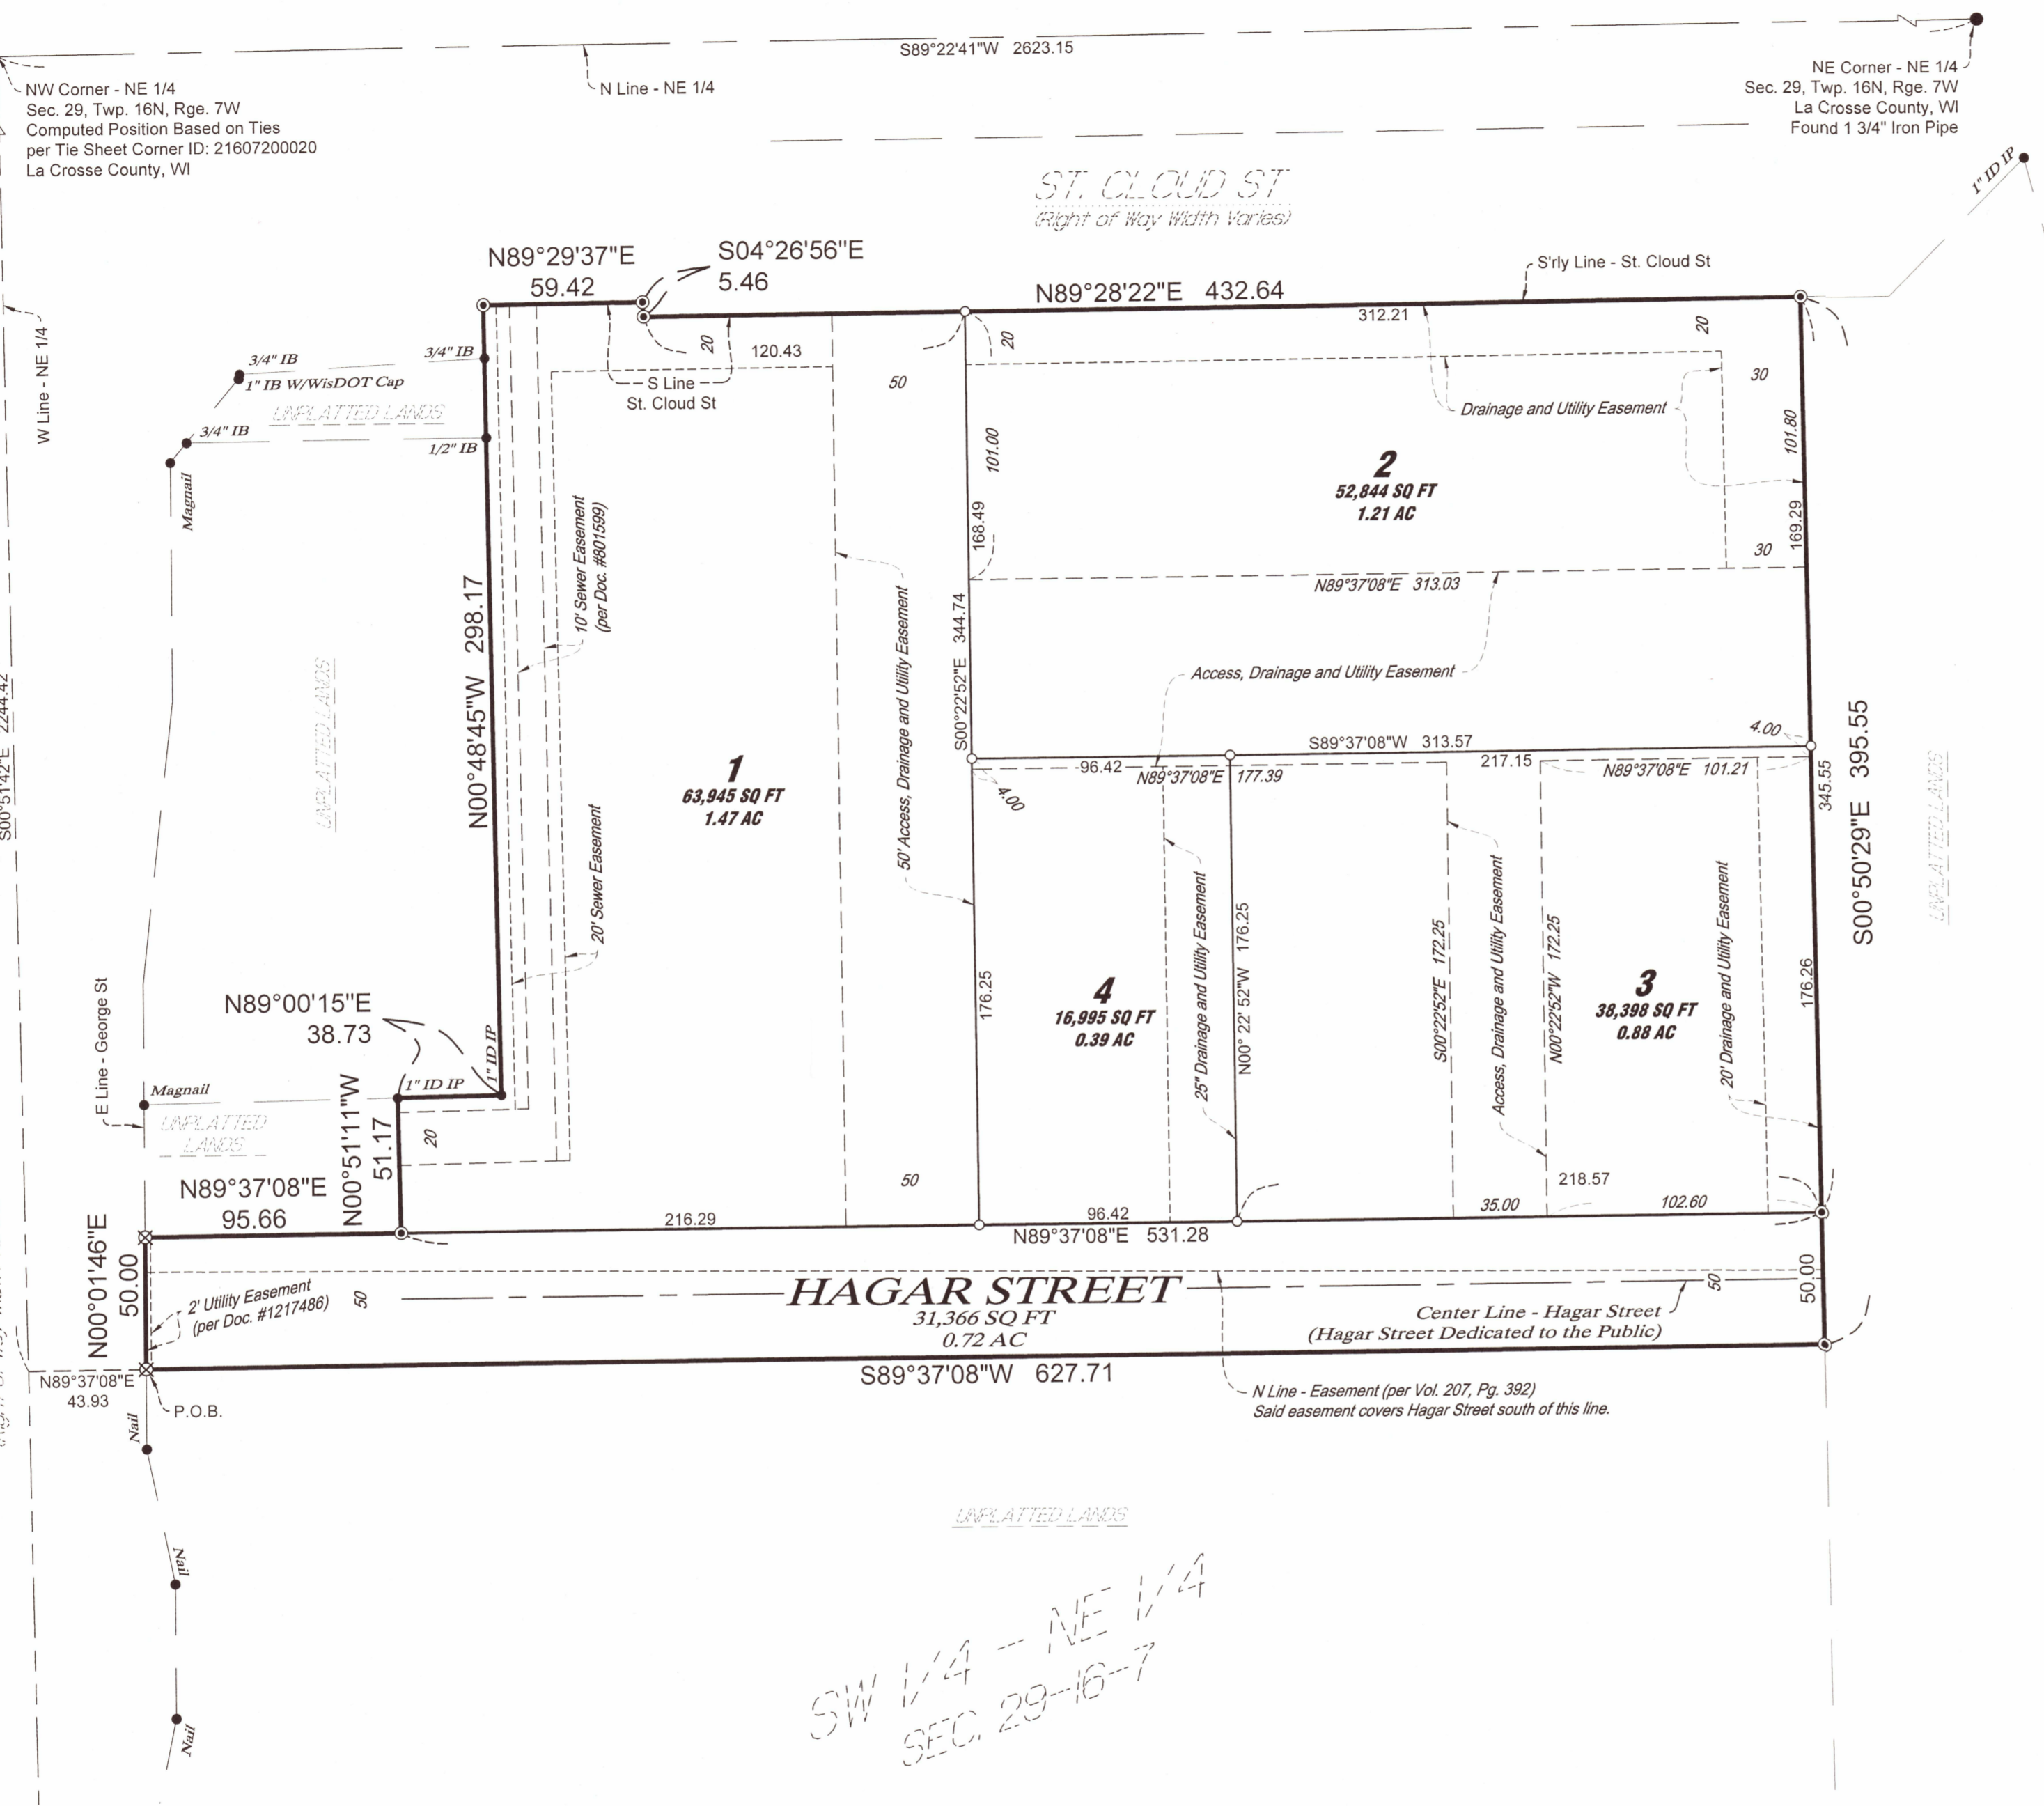 S89°22'41"W 2623.15
N Line - NE 1/4
NW Corner - NE 1/4
Sec. 29, Twp. 16N, Rge. 7W
Computed Position Based on Ties
per Tie Sheet Corner ID: 21607200020
La Crosse County, WI
NE Corner - NE 1/4
Sec. 29, Twp. 16N, Rge. 7W
La Crosse County, WI
Found 1 3/4" Iron Pipe
1" ID IP
ST. CLOUD ST
(Right of Way Width Varies)
N89°29'37"E
59.42
S04°26'56"E
5.46
N89°28'22"E 432.64
S'rly Line - St. Cloud St
312.21
20
120.43
20
20
W Line - NE 1/4
3/4" IB
3/4" IB
1" IB W/WisDOT Cap
UNPLATTED LANDS
3/4" IB
1/2" IB
Magnail
S Line
St. Cloud St
50
30
Drainage and Utility Easement
101.00
101.80
2
52,844 SQ FT
1.21 AC
168.49
169.29
30
10' Sewer Easement
(per Doc. #801599)
N89°37'08"E 313.03
N00°48'45"W 298.17
S00°22'52"E 344.74
50' Access, Drainage and Utility Easement
Access, Drainage and Utility Easement
UNPLATTED LANDS
S00°51'42"E 2244.42
1
63,945 SQ FT
1.47 AC
4.00
S89°37'08"W 313.57
96.42
N89°37'08"E 177.39
217.15
N89°37'08"E 101.21
4.00
345.55
S00°50'29"E 395.55
UNPLATTED LANDS
20' Sewer Easement
25" Drainage and Utility Easement
N00° 22' 52"W 176.25
S00°22'52"E 172.25
Access, Drainage and Utility Easement
N00°22'52"W 172.25
20' Drainage and Utility Easement
176.26
176.25
4
16,995 SQ FT
0.39 AC
3
38,398 SQ FT
0.88 AC
N89°00'15"E
38.73
1" ID IP
1" ID IP
E Line - George St
Magnail
UNPLATTED
LANDS
N00°51'11"W
51.17
20
50
N89°37'08"E
95.66
216.29
96.42
N89°37'08"E 531.28
218.57
35.00
102.60
N00°01'46"E
50.00
2' Utility Easement
(per Doc. #1217486)
50
HAGAR STREET
31,366 SQ FT
0.72 AC
Center Line - Hagar Street
(Hagar Street Dedicated to the Public)
50
50.00
S89°37'08"W 627.71
N89°37'08"E
43.93
P.O.B.
N Line - Easement (per Vol. 207, Pg. 392)
Said easement covers Hagar Street south of this line.
Nail
UNPLATTED LANDS
Nail
Nail
SW 1/4 - NE 1/4
SEC. 29-16-7